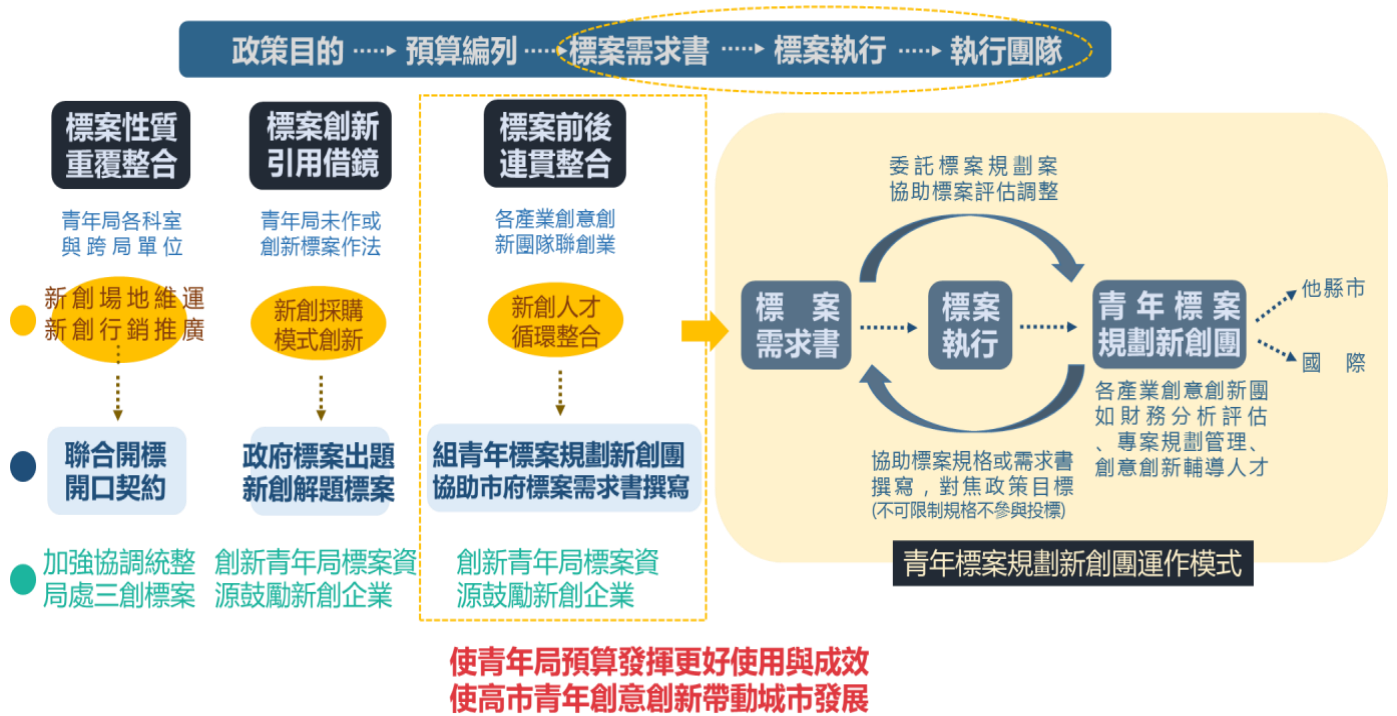 政策目的 ⋯⋯▸ 預算編列 ⋯⋯▸ 標案需求書 ⋯⋯▸ 標案執行 ⋯⋯▸ 執行團隊
標案性質
重覆整合
青年局各科室
與跨局單位
新創場地維運
新創行銷推廣
聯合開標
開口契約
加強協調統整
局處三創標案
標案創新
引用借鏡
青年局未作或
創新標案作法
新創採購
模式創新
政府標案出題
新創解題標案
創新青年局標案資
源鼓勵新創企業
標案前後
連貫整合
各產業創意創
新團隊聯創業
新創人才
循環整合
組青年標案規劃新創團
協助市府標案需求書撰寫
創新青年局標案資
源鼓勵新創企業
委託標案規劃案
協助標案評估調整
標案
需求書
標案
執行
青年標案
規劃新創團
他縣市
國際
各產業創意創新團
如財務分析評估
、專案規劃管理、
創意創新輔導人才
協助標案規格或需求書
撰寫，對焦政策目標
(不可限制規格不參與投標)
青年標案規劃新創團運作模式
使青年局預算發揮更好使用與成效
使高市青年創意創新帶動城市發展